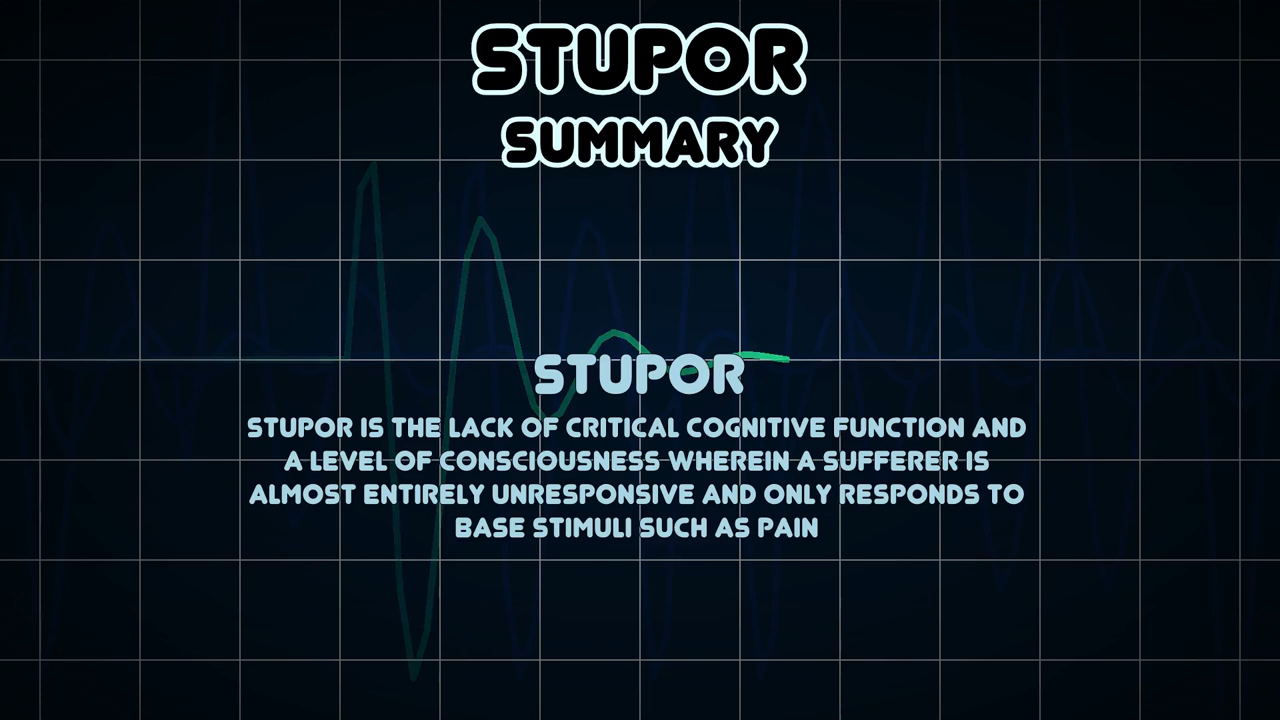 STUPOR
SUMMARY
STUPOR
STUPOR IS THE LACK OF CRITICAL COGNITIVE FUNCTION AND
A LEVEL OF CONSCIOUSNESS WHEREIN A SUFFERER IS
ALMOST ENTIRELY UNRESPONSIVE AND ONLY RESPONDS TO
BASE STIMULI SUCH AS PAIN